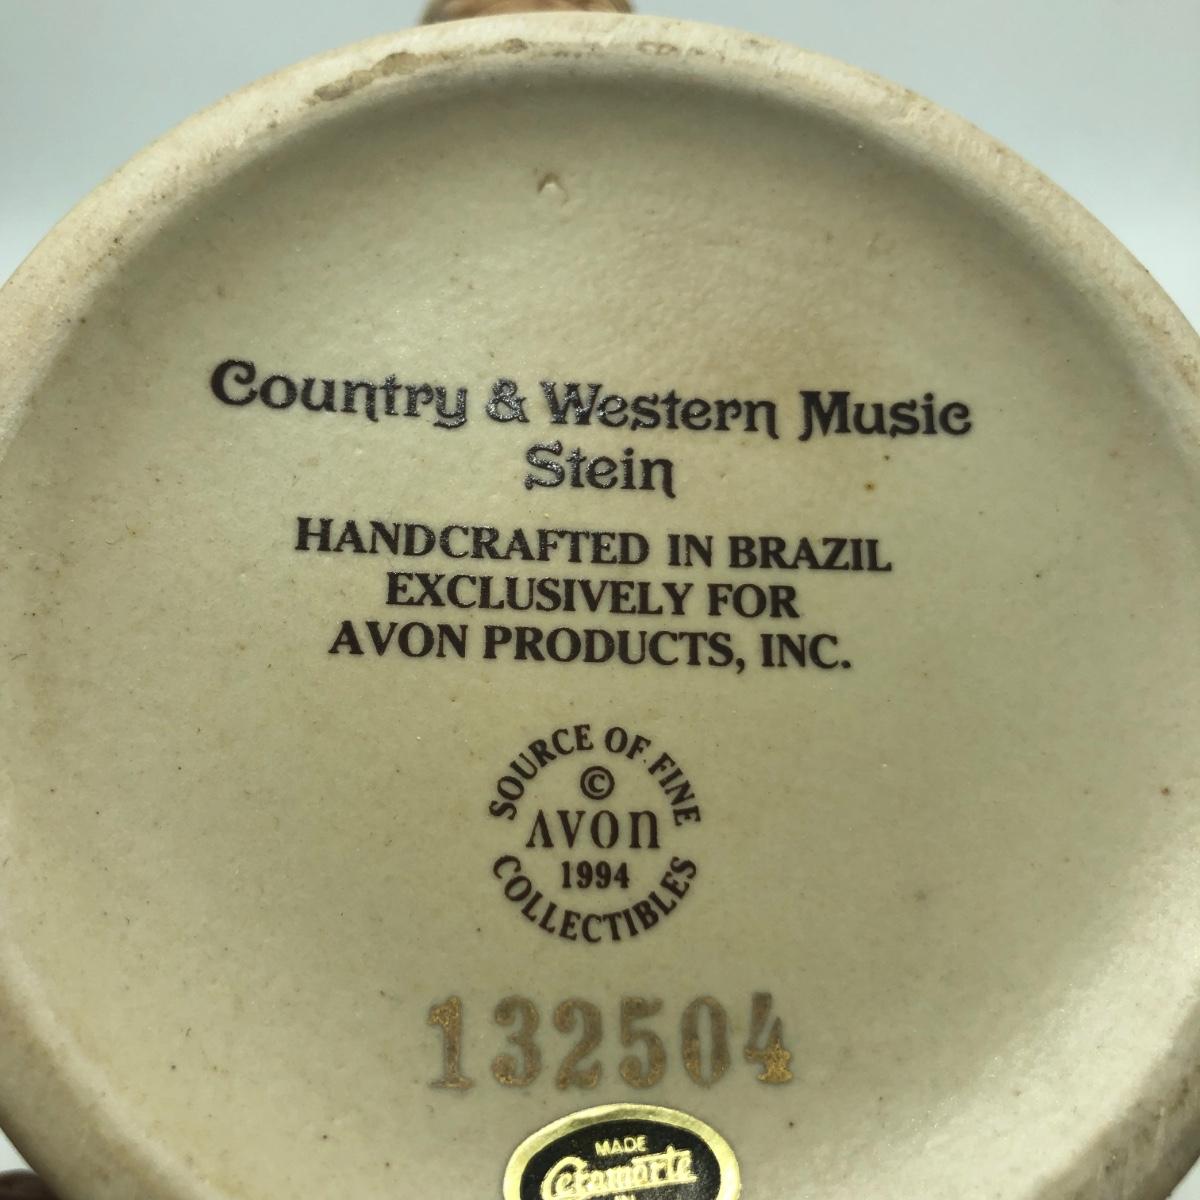 Country & Western Music
Stein
HANDCRAFTED IN BRAZIL
EXCLUSIVELY FOR
AVON PRODUCTS, INC.
SOURCE OF FINE
©
AVON
1994
COLLECTIBLES
132504
MADE
Ceramarte
IN